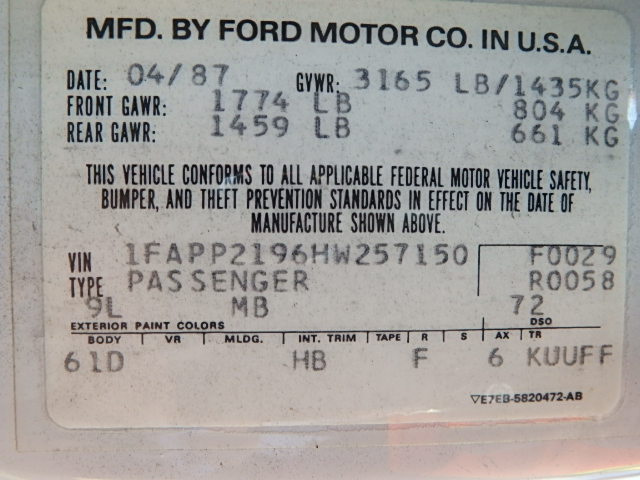 MFD. BY FORD MOTOR CO. IN U.S.A.
DATE: 04/87 GVWR: 3165 LB/1435KG
FRONT GAWR: 1774 LB 804 KG
REAR GAWR: 1459 LB 661 KG
THIS VEHICLE CONFORMS TO ALL APPLICABLE FEDERAL MOTOR VEHICLE SAFETY,
BUMPER, AND THEFT PREVENTION STANDARDS IN EFFECT ON THE DATE OF
MANUFACTURE SHOWN ABOVE.
VIN 1FAPP2196HW257150 F0029
TYPE PASSENGER R0058
9L MB 72
EXTERIOR PAINT COLORS DSO
BODY VR MLDG. INT. TRIM TAPE R S AX TR
61D HB F 6 KUUFF
▽E7EB-5820472-AB